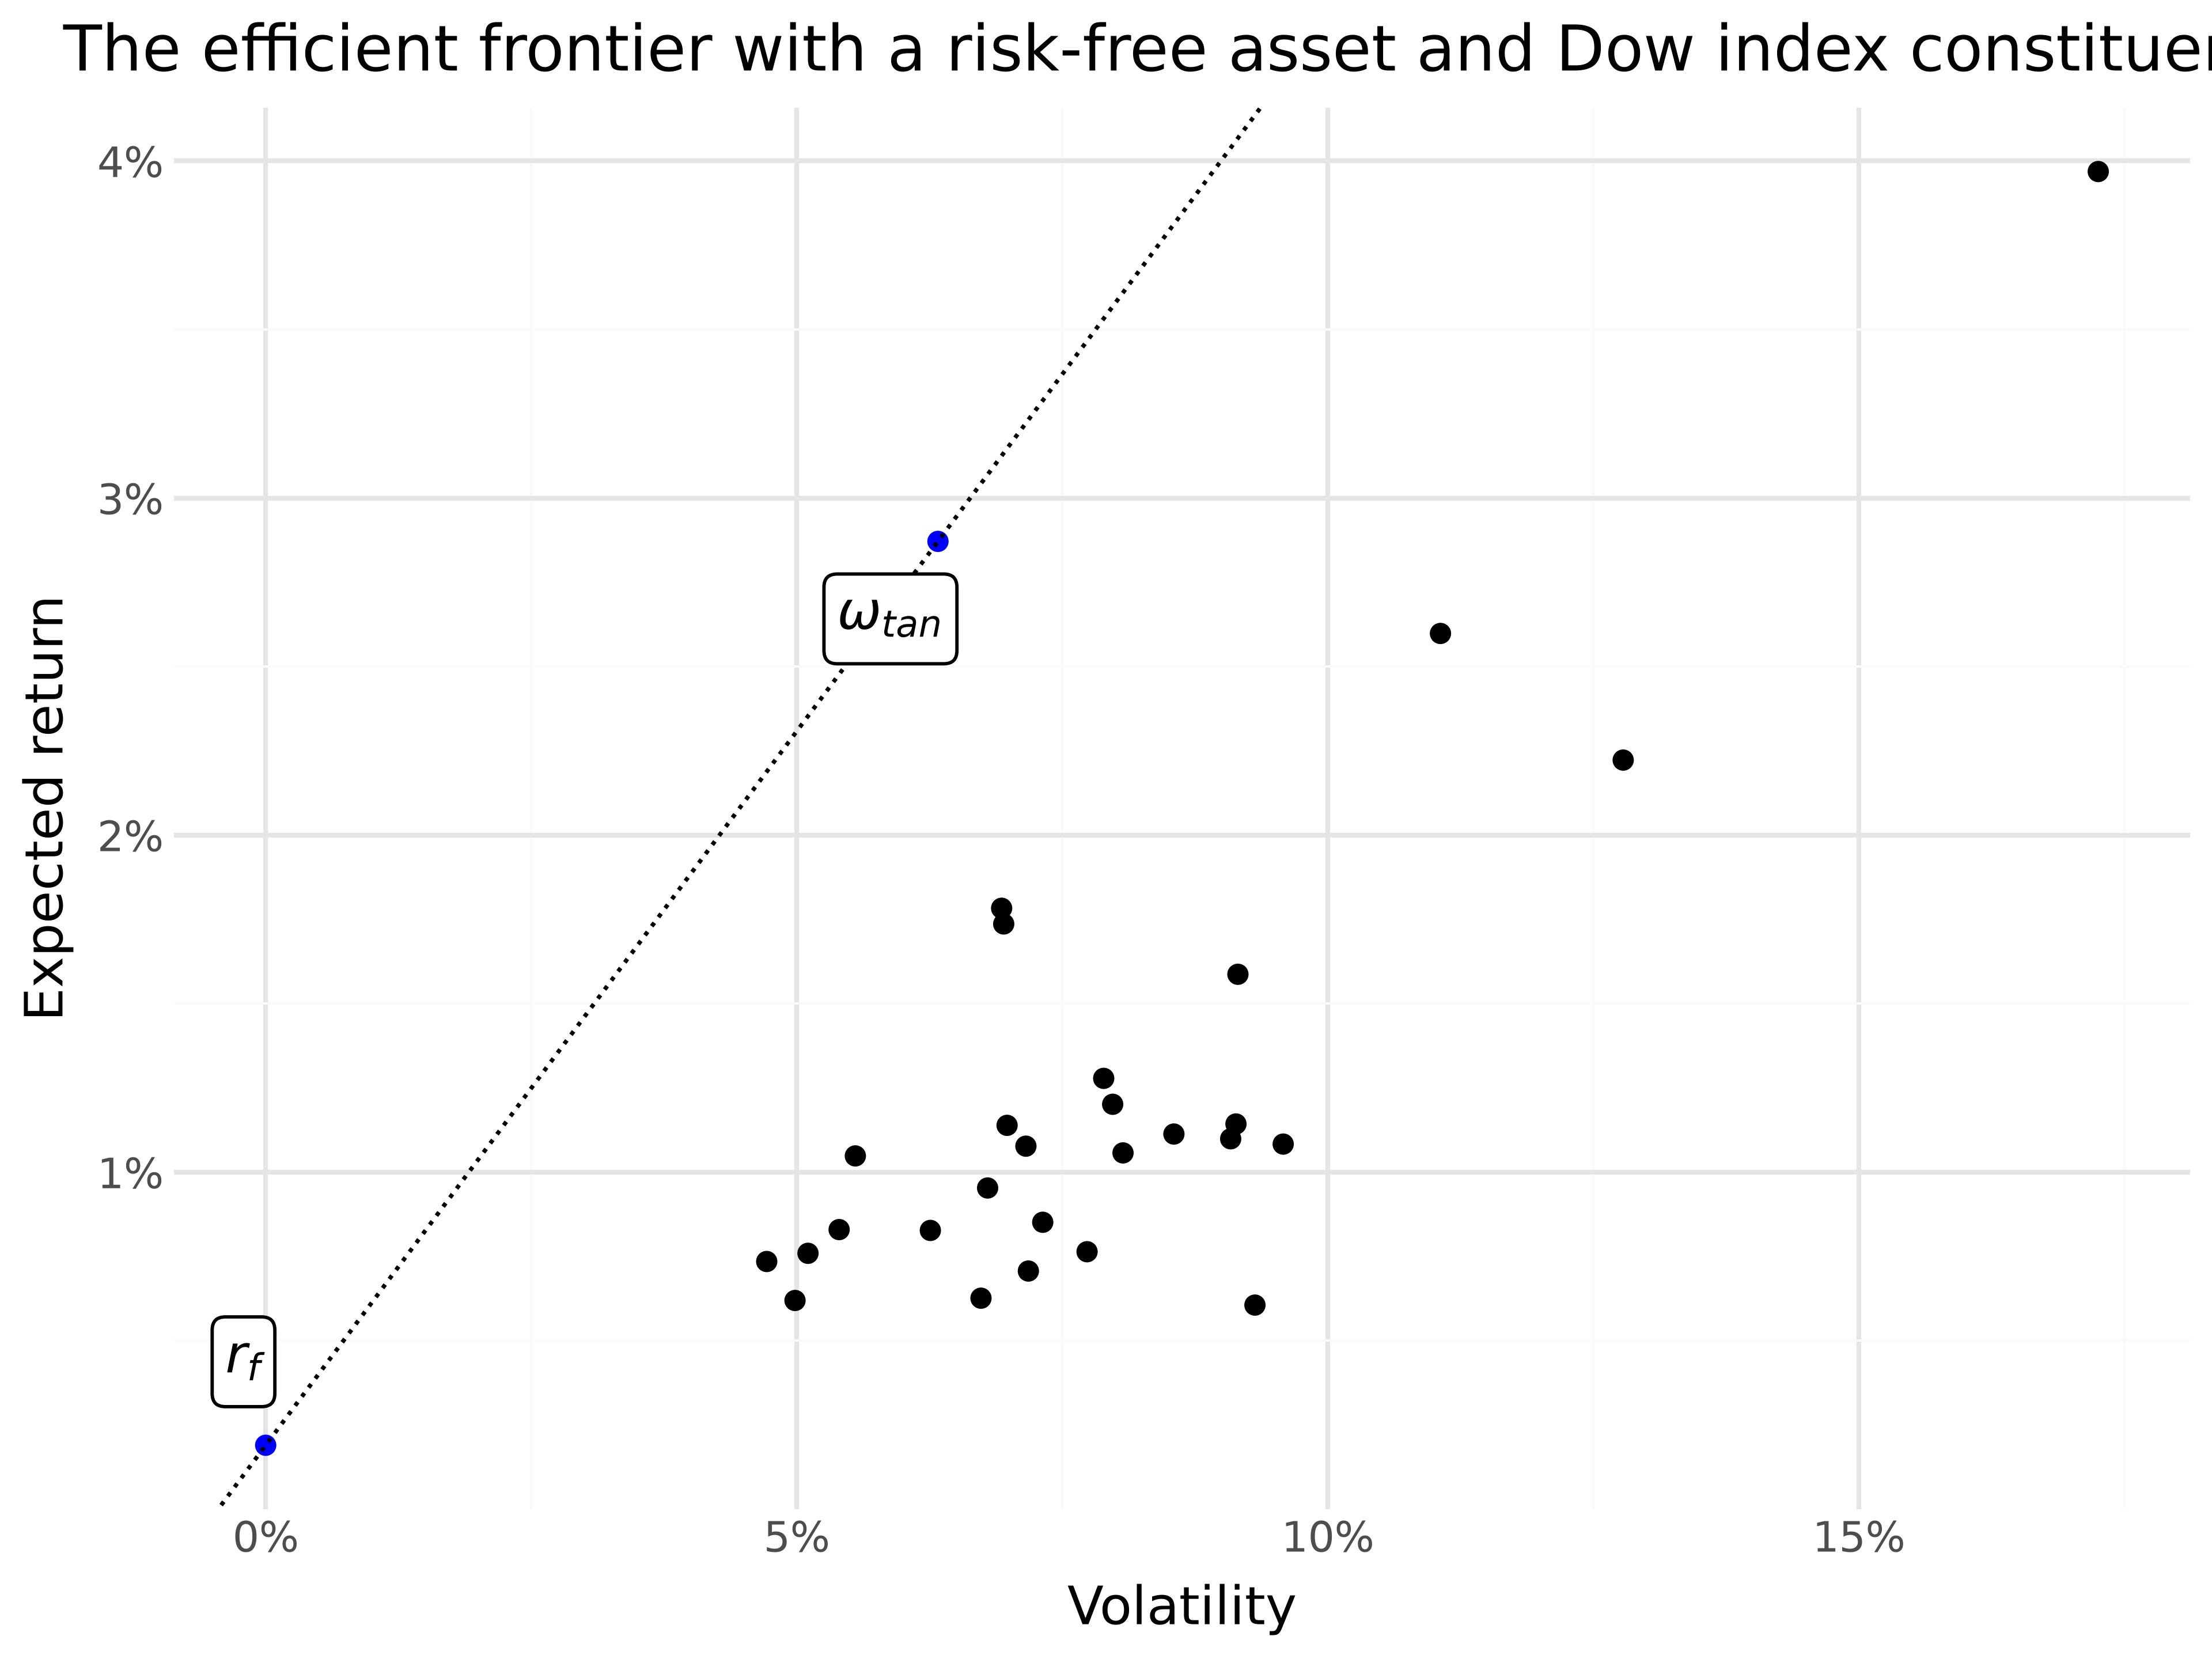 The efficient frontier with a risk-free asset and Dow index constituer
4%
3%
2%
1%
Expected return
ω_tan
r_f
0% 5% 10% 15%
Volatility